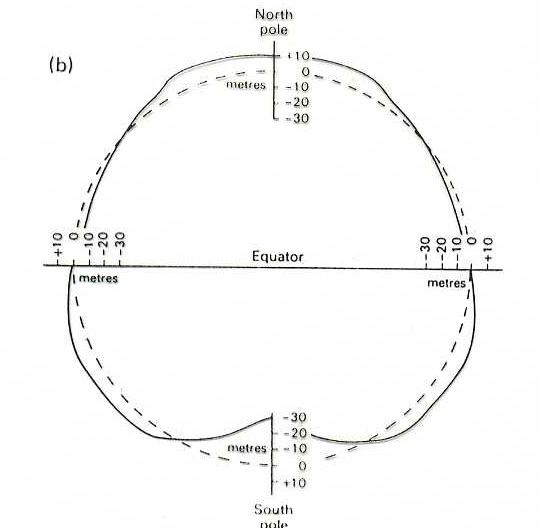 North
pole
(b)
+10
0
metres
-10
-20
-30
+10
0
-10
-20
-30
Equator
-30
-20
-10
0
+10
metres
metres
-30
-20
metres
-10
0
+10
South
pole